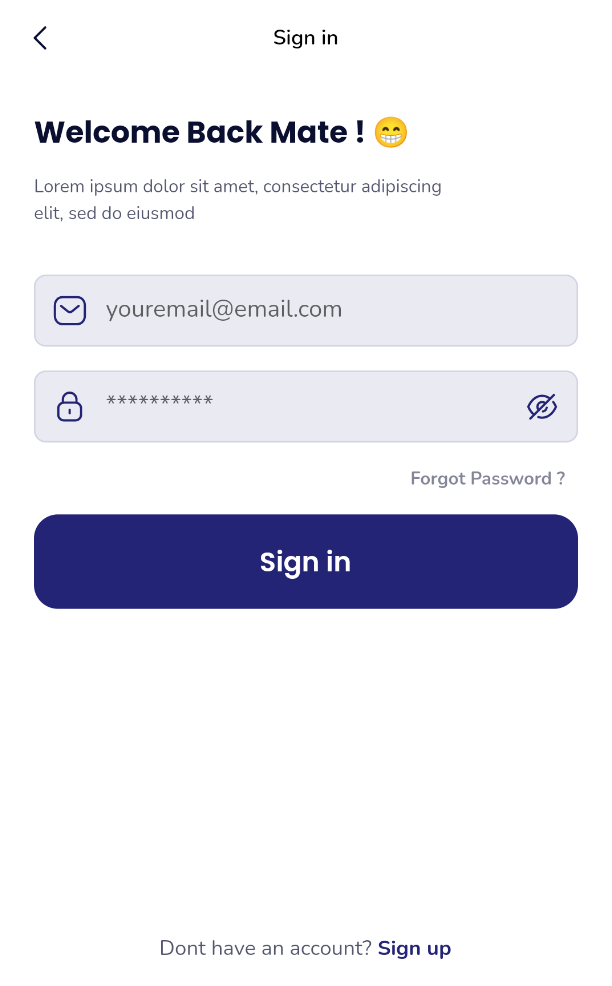 Sign in
Welcome Back Mate ! 😁
Lorem ipsum dolor sit amet, consectetur adipiscing
elit, sed do eiusmod
youremail@email.com
**********
Forgot Password ?
Sign in
Dont have an account? Sign up